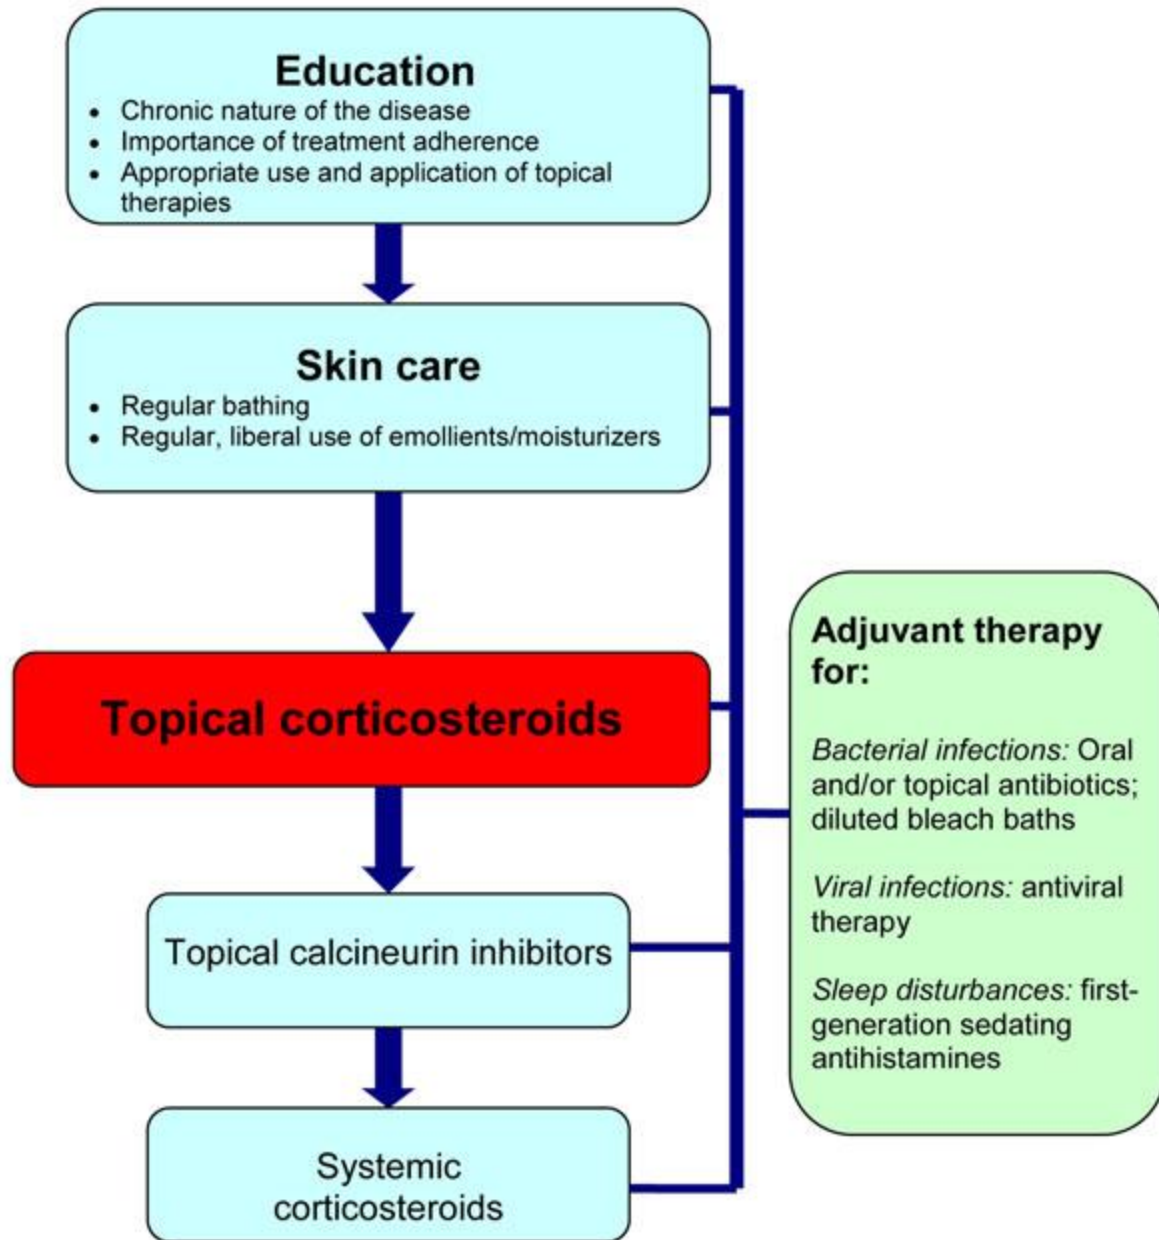 Education
• Chronic nature of the disease
• Importance of treatment adherence
• Appropriate use and application of topical
therapies
Skin care
• Regular bathing
• Regular, liberal use of emollients/moisturizers
Topical corticosteroids
Topical calcineurin inhibitors
Systemic
corticosteroids
Adjuvant therapy
for:
Bacterial infections: Oral
and/or topical antibiotics;
diluted bleach baths
Viral infections: antiviral
therapy
Sleep disturbances: first-
generation sedating
antihistamines